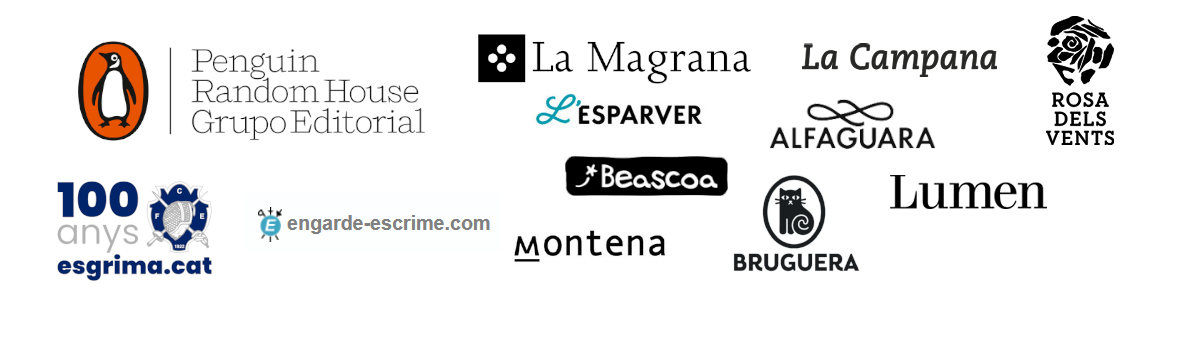 Penguin
Random House
Grupo Editorial
La Magrana
La Campana
ROSA
DELS
VENTS
L'ESPARVER
ALFAGUARA
Beascoa
Lumen
100
anys
esgrima.cat
C
F E
1922
E
engarde-escrime.com
Montena
BRUGUERA